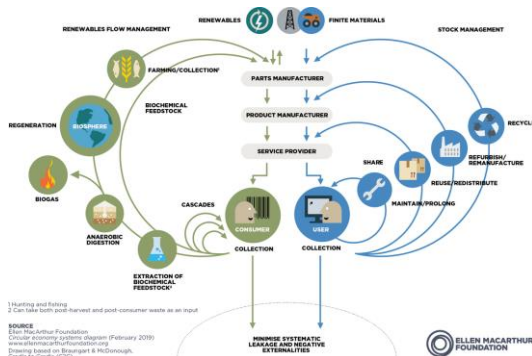 RENEWABLES
FINITE MATERIALS
RENEWABLES FLOW MANAGEMENT
STOCK MANAGEMENT
FARMING/COLLECTION¹
PARTS MANUFACTURER
BIOCHEMICAL
FEEDSTOCK
REGENERATION
BIOSPHERE
PRODUCT MANUFACTURER
RECYCLE
SERVICE PROVIDER
REFURBISH/
REMANUFACTURE
SHARE
REUSE/REDISTRIBUTE
BIOGAS
MAINTAIN/PROLONG
CASCADES
CONSUMER
USER
ANAEROBIC
DIGESTION
COLLECTION
COLLECTION
EXTRACTION OF
BIOCHEMICAL
FEEDSTOCK²
1 Hunting and fishing
2 Can take both post-harvest and post-consumer waste as an input
SOURCE
Ellen MacArthur Foundation
Circular economy systems diagram (February 2019)
www.ellenmacarthurfoundation.org
Drawing based on Braungart & McDonough,
MINIMISE SYSTEMATIC
LEAKAGE AND NEGATIVE
EXTERNALITIES
ELLEN MACARTHUR
FOUNDATION